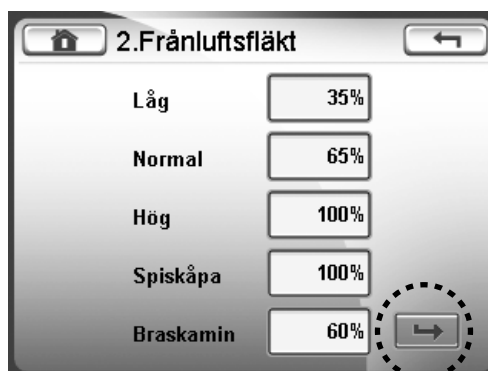 2.Frånluftsfläkt
Låg 35%
Normal 65%
Hög 100%
Spiskåpa 100%
Braskamin 60%